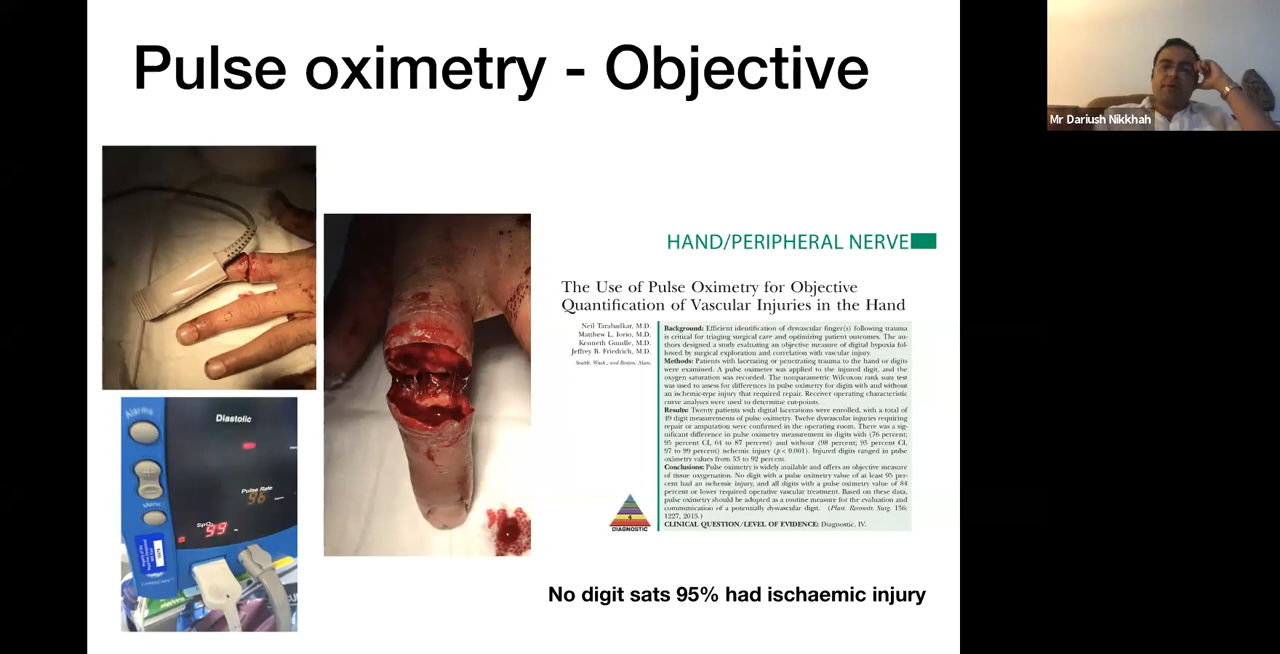 Pulse oximetry - Objective
Mr Dariush Nikkhah
HAND/PERIPHERAL NERVE
The Use of Pulse Oximetry for Objective
Quantification of Vascular Injuries in the Hand
Neil Tarabadkar, M.D.
Matthew L. Iorio, M.D.
Kenneth Gundle, M.D.
Jeffrey B. Friedrich, M.D.
Seattle, Wash.; and Boston, Mass.
Background: Efficient identification of dysvascular finger(s) following trauma
is critical for triaging surgical care and optimizing patient outcomes. The au-
thors designed a study evaluating an objective measure of digital hypoxia fol-
lowed by surgical exploration and correlation with vascular injury.
Methods: Patients with lacerating or penetrating trauma to the hand or digits
were examined. A pulse oximeter was applied to the injured digit, and the
oxygen saturation was recorded. The nonparametric Wilcoxon rank sum test
was used to assess for differences in pulse oximetry for digits with and without
an ischemic-type injury that required repair. Receiver operating characteristic
curve analyses were used to determine cut-points.
Results: Twenty patients with digital lacerations were enrolled, with a total of
49 digit measurements of pulse oximetry. Twelve dysvascular injuries requiring
repair or amputation were confirmed in the operating room. There was a sig-
nificant difference in pulse oximetry measurement in digits with (76 percent;
95 percent CI, 64 to 87 percent) and without (98 percent; 95 percent CI,
97 to 99 percent) ischemic injury (p < 0.001). Injured digits ranged in pulse
oximetry values from 53 to 92 percent.
Conclusions: Pulse oximetry is widely available and offers an objective measure
of tissue oxygenation. No digit with a pulse oximetry value of at least 95 per-
cent had an ischemic injury, and all digits with a pulse oximetry value of 84
percent or lower required operative vascular treatment. Based on these data,
pulse oximetry should be adopted as a routine measure for the evaluation and
communication of a potentially dysvascular digit. (Plast. Reconstr. Surg. 136:
1227, 2015.)
CLINICAL QUESTION/LEVEL OF EVIDENCE: Diagnostic, IV.
4
DIAGNOSTIC
Alarms
Diastolic
Pulse Rate
96
Menu
SpO2
99
No digit sats 95% had ischaemic injury